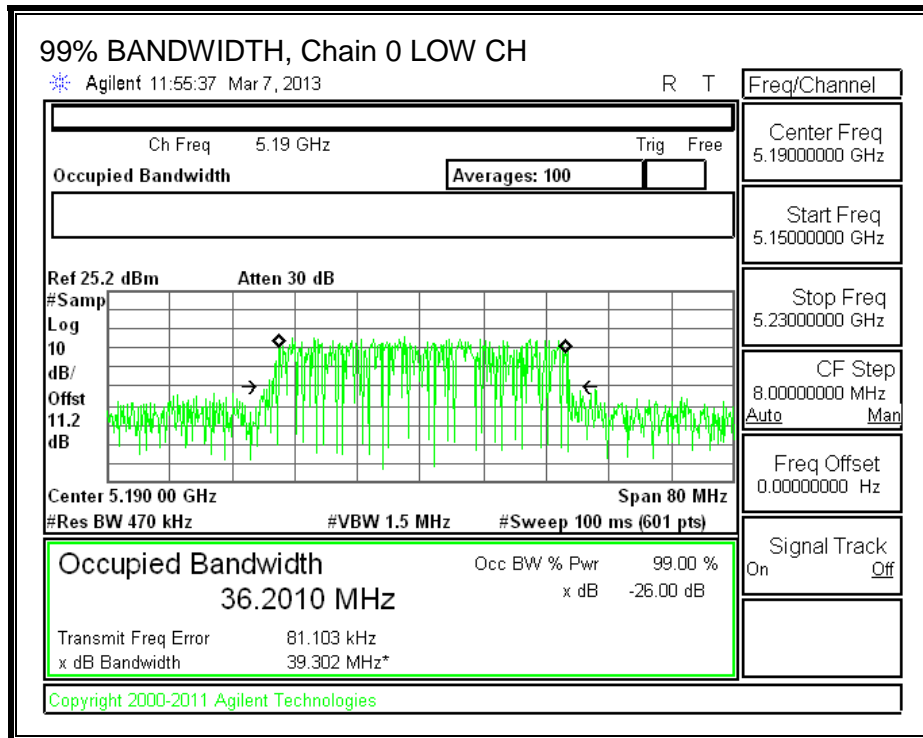 99% BANDWIDTH, Chain 0 LOW CH
Agilent 11:55:37 Mar 7, 2013 R T
Freq/Channel
Ch Freq 5.19 GHz Trig Free
Occupied Bandwidth Averages: 100
Center Freq
5.19000000 GHz
Start Freq
5.15000000 GHz
Stop Freq
5.23000000 GHz
CF Step
8.00000000 MHz
Auto Man
Freq Offset
0.00000000 Hz
Signal Track
On Off
Ref 25.2 dBm Atten 30 dB
#Samp
Log
10
dB/
Offst
11.2
dB
Center 5.190 00 GHz Span 80 MHz
#Res BW 470 kHz #VBW 1.5 MHz #Sweep 100 ms (601 pts)
Occupied Bandwidth Occ BW % Pwr 99.00 %
36.2010 MHz x dB -26.00 dB
Transmit Freq Error 81.103 kHz
x dB Bandwidth 39.302 MHz*
Copyright 2000-2011 Agilent Technologies